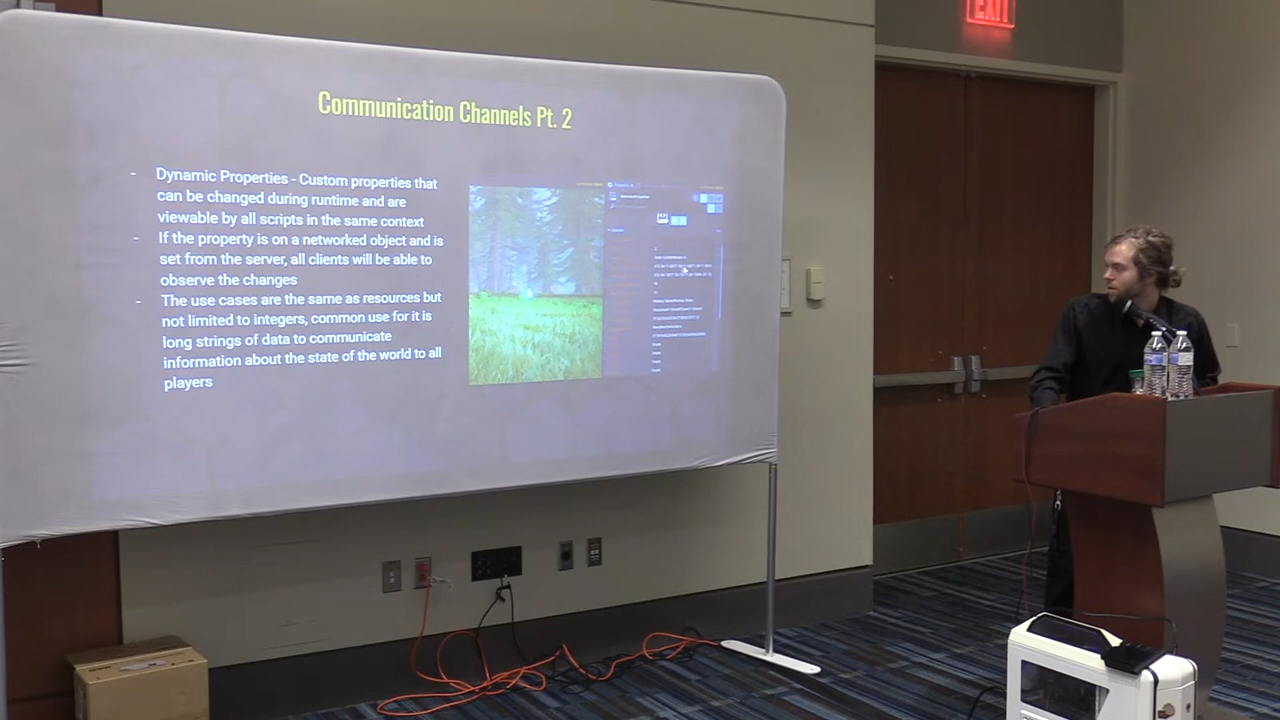 EXIT
Communication Channels Pt. 2
- Dynamic Properties - Custom properties that
can be changed during runtime and are
viewable by all scripts in the same context
- If the property is on a networked object and is
set from the server, all clients will be able to
observe the changes
- The use cases are the same as resources but
not limited to integers, common use for it is
long strings of data to communicate
information about the state of the world to all
players